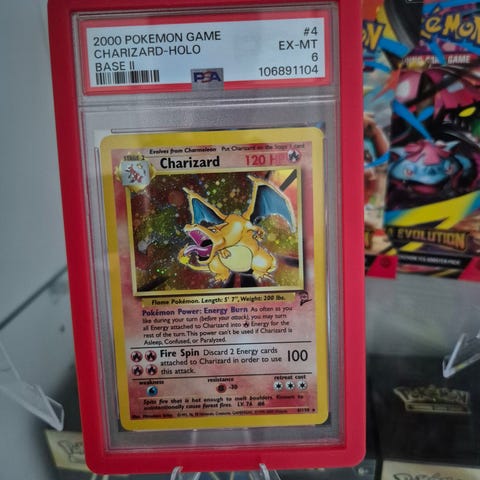 2000 POKEMON GAME #4
CHARIZARD-HOLO EX-MT
BASE II 6
PSA 106891104
Evolves from Charmeleon Put Charizard on the Stage 1 card
STAGE 2 Charizard 120 HP
Flame Pokémon. Length: 5' 7", Weight: 200 lbs.
Pokémon Power: Energy Burn As often as you
like during your turn (before your attack), you may turn
all Energy attached to Charizard into Energy for the
rest of the turn. This power can't be used if Charizard is
Asleep, Confused, or Paralyzed.
Fire Spin Discard 2 Energy cards
attached to Charizard in order to use 100
this attack.
weakness resistance retreat cost
-30
Spits fire that is hot enough to melt boulders. Known to
unintentionally cause forest fires. LV. 76 #6
GAME
EVOLUTION
POKÉMON